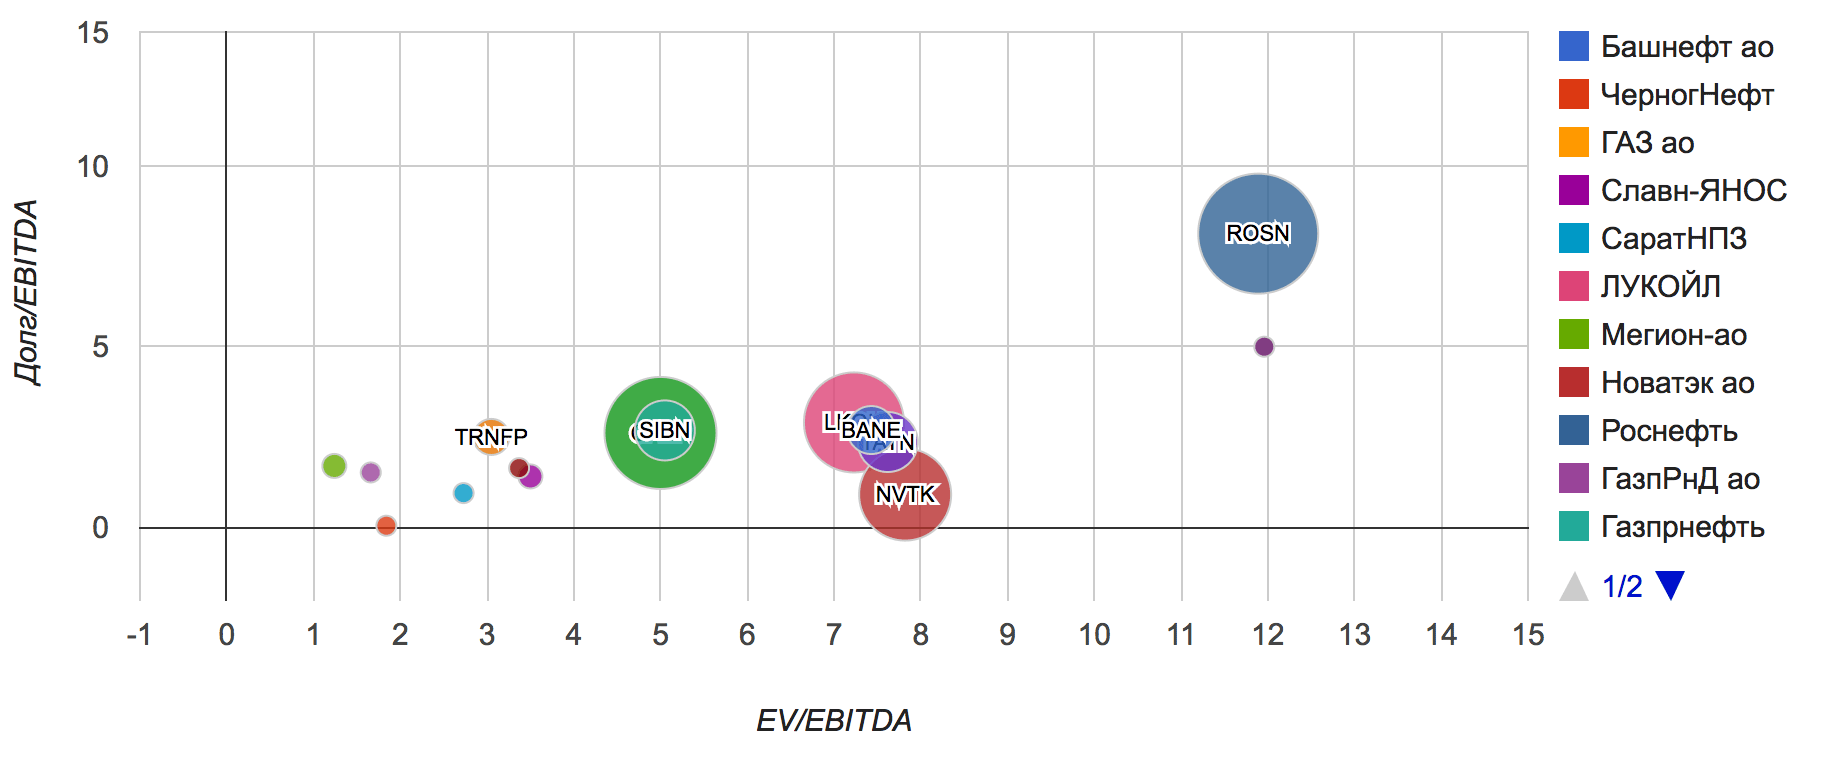 15
10
5
0
Долг/EBITDA
ROSN
TRNFP
SIBN
BANE
NVTK
-1 0 1 2 3 4 5 6 7 8 9 10 11 12 13 14 15
EV/EBITDA
Башнефт ао
ЧерногНефт
ГАЗ ао
Славн-ЯНОС
СаратНПЗ
ЛУКОЙЛ
Мегион-ао
Новатэк ао
Роснефть
ГазпРнД ао
Газпрнефть
1/2